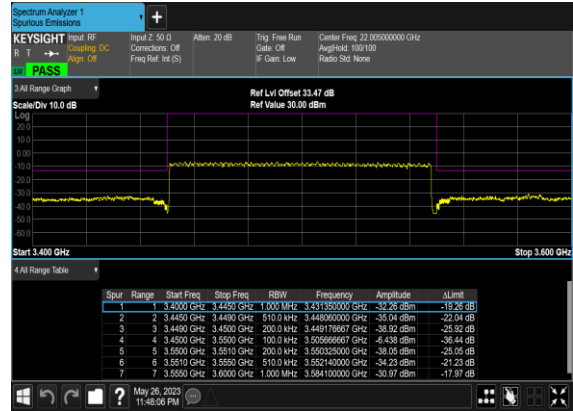 Spectrum Analyzer 1
Spurious Emissions
KEYSIGHT Input: RF Input Z: 50 Ω Atten: 20 dB Trig: Free Run Center Freq: 22.005000000 GHz
R T Coupling: DC Corrections: Off Gate: Off Avg|Hold: 100/100
Align: Off Freq Ref: Int (S) IF Gain: Low Radio Std: None
PASS
3 All Range Graph
Ref Lvl Offset 33.47 dB
Scale/Div 10.0 dB Ref Value 30.00 dBm
Log
20.0
10.0
0.00
-10.0
-20.0
-30.0
-40.0
-50.0
-60.0
Start 3.400 GHz Stop 3.600 GHz
4 All Range Table
Spur Range Start Freq Stop Freq RBW Frequency Amplitude ΔLimit
1 1 3.4000 GHz 3.4450 GHz 1.000 MHz 3.431350000 GHz -32.26 dBm -19.26 dB
2 2 3.4450 GHz 3.4490 GHz 510.0 kHz 3.448060000 GHz -35.04 dBm -22.04 dB
3 3 3.4490 GHz 3.4500 GHz 200.0 kHz 3.449176667 GHz -38.92 dBm -25.92 dB
4 4 3.4500 GHz 3.5500 GHz 100.0 kHz 3.505666667 GHz -6.438 dBm -36.44 dB
5 5 3.5500 GHz 3.5510 GHz 200.0 kHz 3.550325000 GHz -38.05 dBm -25.05 dB
6 6 3.5510 GHz 3.5550 GHz 510.0 kHz 3.552140000 GHz -34.23 dBm -21.23 dB
7 7 3.5550 GHz 3.6000 GHz 1.000 MHz 3.584100000 GHz -30.97 dBm -17.97 dB
May 26, 2023
11:48:06 PM